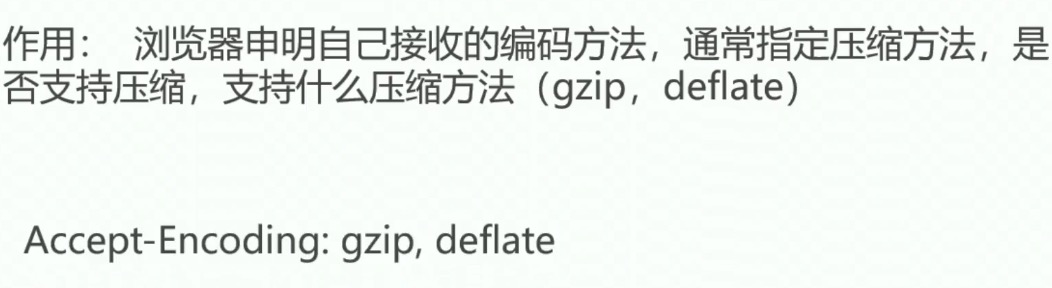 作用： 浏览器申明自己接收的编码方法，通常指定压缩方法，是
否支持压缩，支持什么压缩方法（gzip，deflate）
Accept-Encoding: gzip, deflate